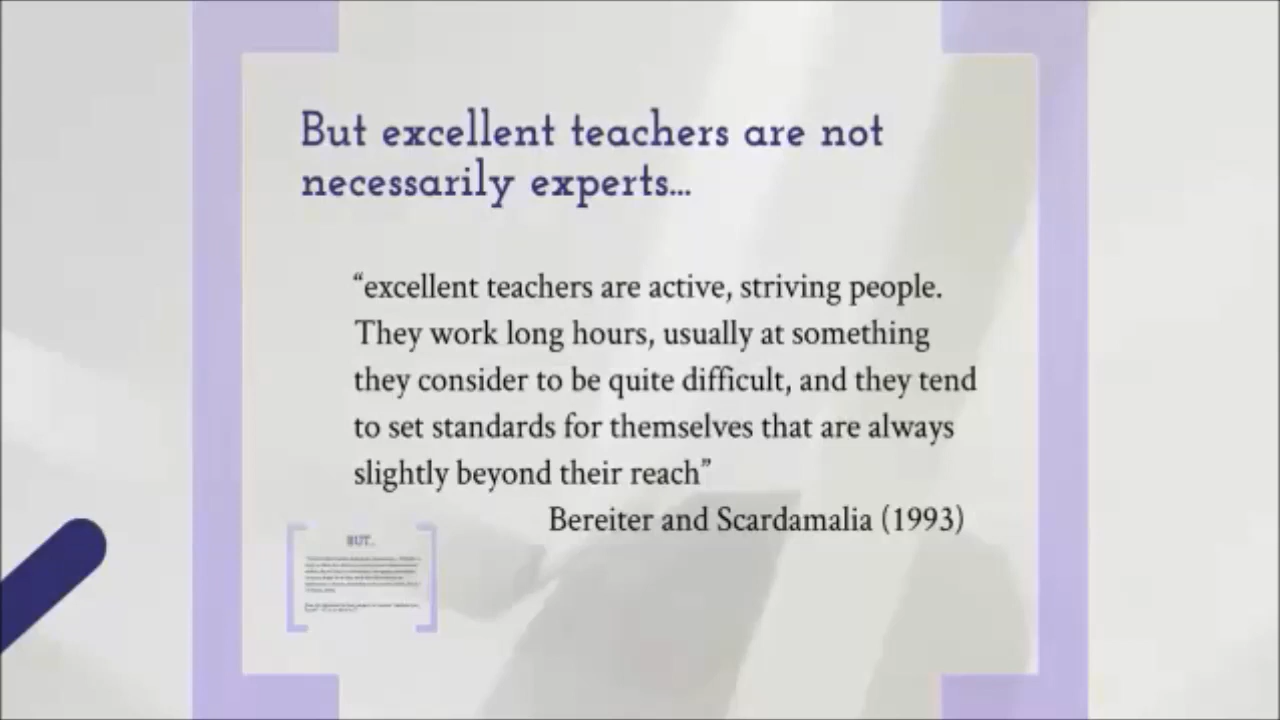 But excellent teachers are not
necessarily experts...
“excellent teachers are active, striving people.
They work long hours, usually at something
they consider to be quite difficult, and they tend
to set standards for themselves that are always
slightly beyond their reach”
Bereiter and Scardamalia (1993)
BUT...